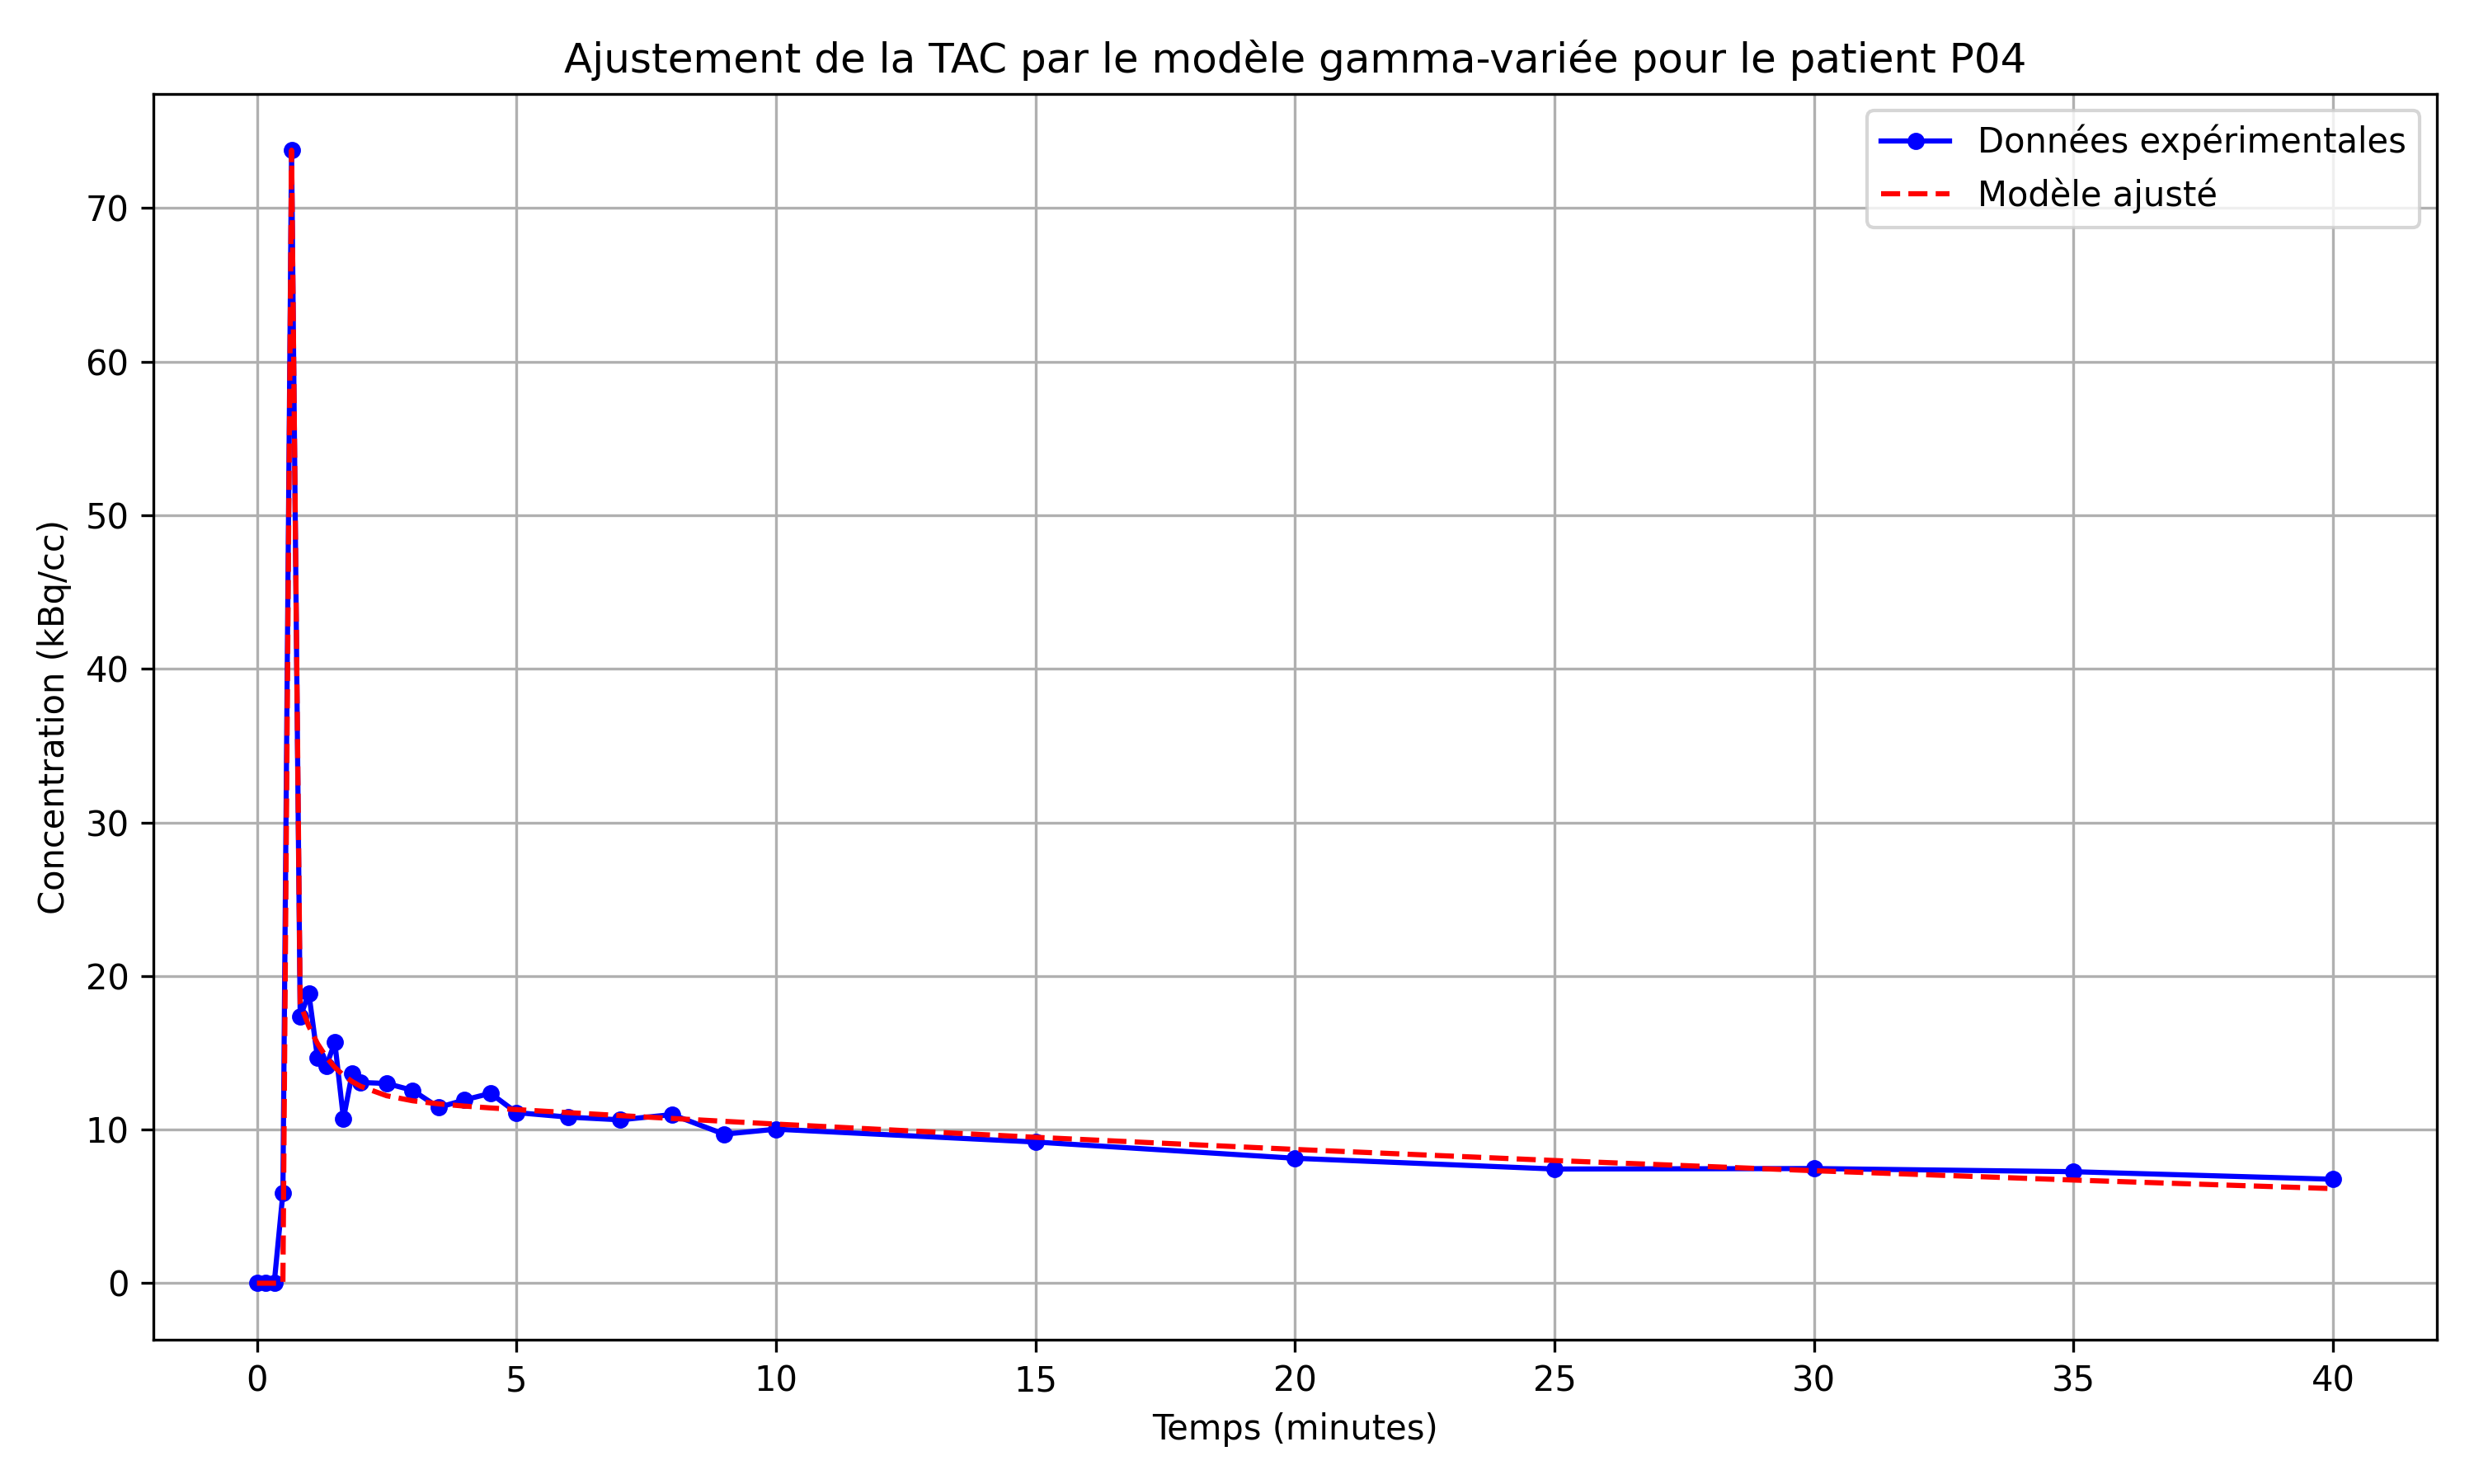 Ajustement de la TAC par le modèle gamma-variée pour le patient P04
Données expérimentales
Modèle ajusté
Concentration (kBq/cc)
70
60
50
40
30
20
10
0
0 5 10 15 20 25 30 35 40
Temps (minutes)